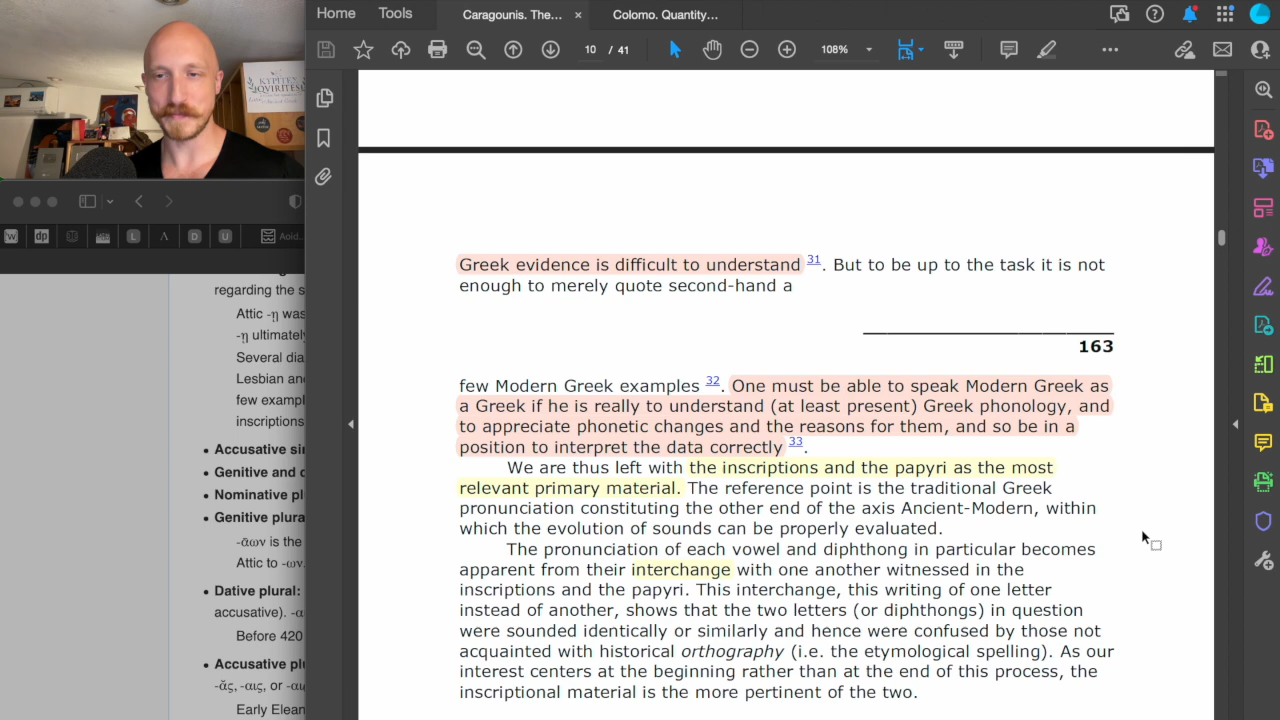 Home
Tools
Caragounis. The... ×
Colomo. Quantity...
10 / 41
108%
ΚΥΡΙΤΕΣ
IQVIRITES
W
dp
L
Λ
D
U
Aoid...
regarding the s
Attic -ῃ was
-ῃ ultimately
Several dia
Lesbian and
few example
inscriptions
• Accusative sin
• Genitive and d
• Nominative pl
• Genitive plura
-ᾱων is the
Attic to -ων.
• Dative plural:
accusative). -α
Before 420
• Accusative plu
-ᾰς, -αις, or -αι
Early Elean
Greek evidence is difficult to understand 31. But to be up to the task it is not
enough to merely quote second-hand a
163
few Modern Greek examples 32. One must be able to speak Modern Greek as
a Greek if he is really to understand (at least present) Greek phonology, and
to appreciate phonetic changes and the reasons for them, and so be in a
position to interpret the data correctly 33.
We are thus left with the inscriptions and the papyri as the most
relevant primary material. The reference point is the traditional Greek
pronunciation constituting the other end of the axis Ancient-Modern, within
which the evolution of sounds can be properly evaluated.
The pronunciation of each vowel and diphthong in particular becomes
apparent from their interchange with one another witnessed in the
inscriptions and the papyri. This interchange, this writing of one letter
instead of another, shows that the two letters (or diphthongs) in question
were sounded identically or similarly and hence were confused by those not
acquainted with historical orthography (i.e. the etymological spelling). As our
interest centers at the beginning rather than at the end of this process, the
inscriptional material is the more pertinent of the two.